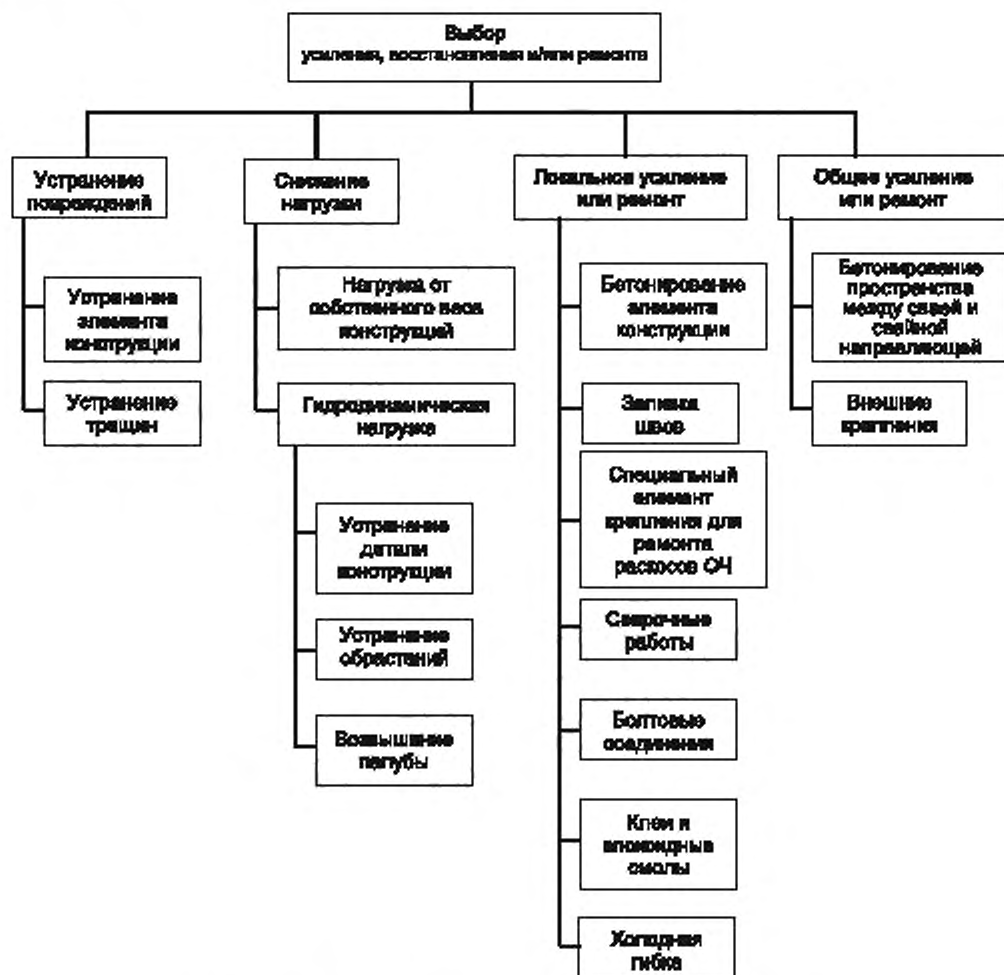 Выбор
усиления, восстановления и/или ремонта
Устранение
повреждений
Снижение
нагрузки
Локальное усиление
или ремонт
Общее усиление
или ремонт
Устранение
элемента
конструкции
Устранение
трещин
Нагрузка от
собственного веса
конструкций
Гидродинамическая
нагрузка
Устранение
детали
конструкции
Устранение
обрастаний
Возвышение
палубы
Бетонирование
элемента
конструкции
Запивка
швов
Специальный
элемент
крепления для
ремонта
раскосов ОЧ
Сварочные
работы
Болтовые
соединения
Клеи и
эпоксидные
смолы
Холодная
гибка
Бетонирование
пространства
между сваей и
свайной
направляющей
Внешние
крепления